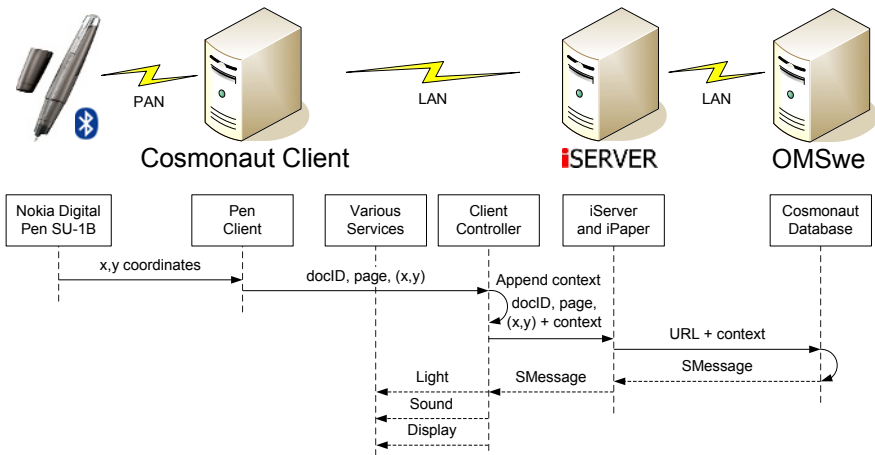 PAN
LAN
LAN
Cosmonaut Client
iSERVER
OMSwe
Nokia Digital
Pen SU-1B
Pen
Client
Various
Services
Client
Controller
iServer
and iPaper
Cosmonaut
Database
x,y coordinates
docID, page, (x,y)
Append context
docID, page,
(x,y) + context
URL + context
SMessage
Light
SMessage
Sound
Display